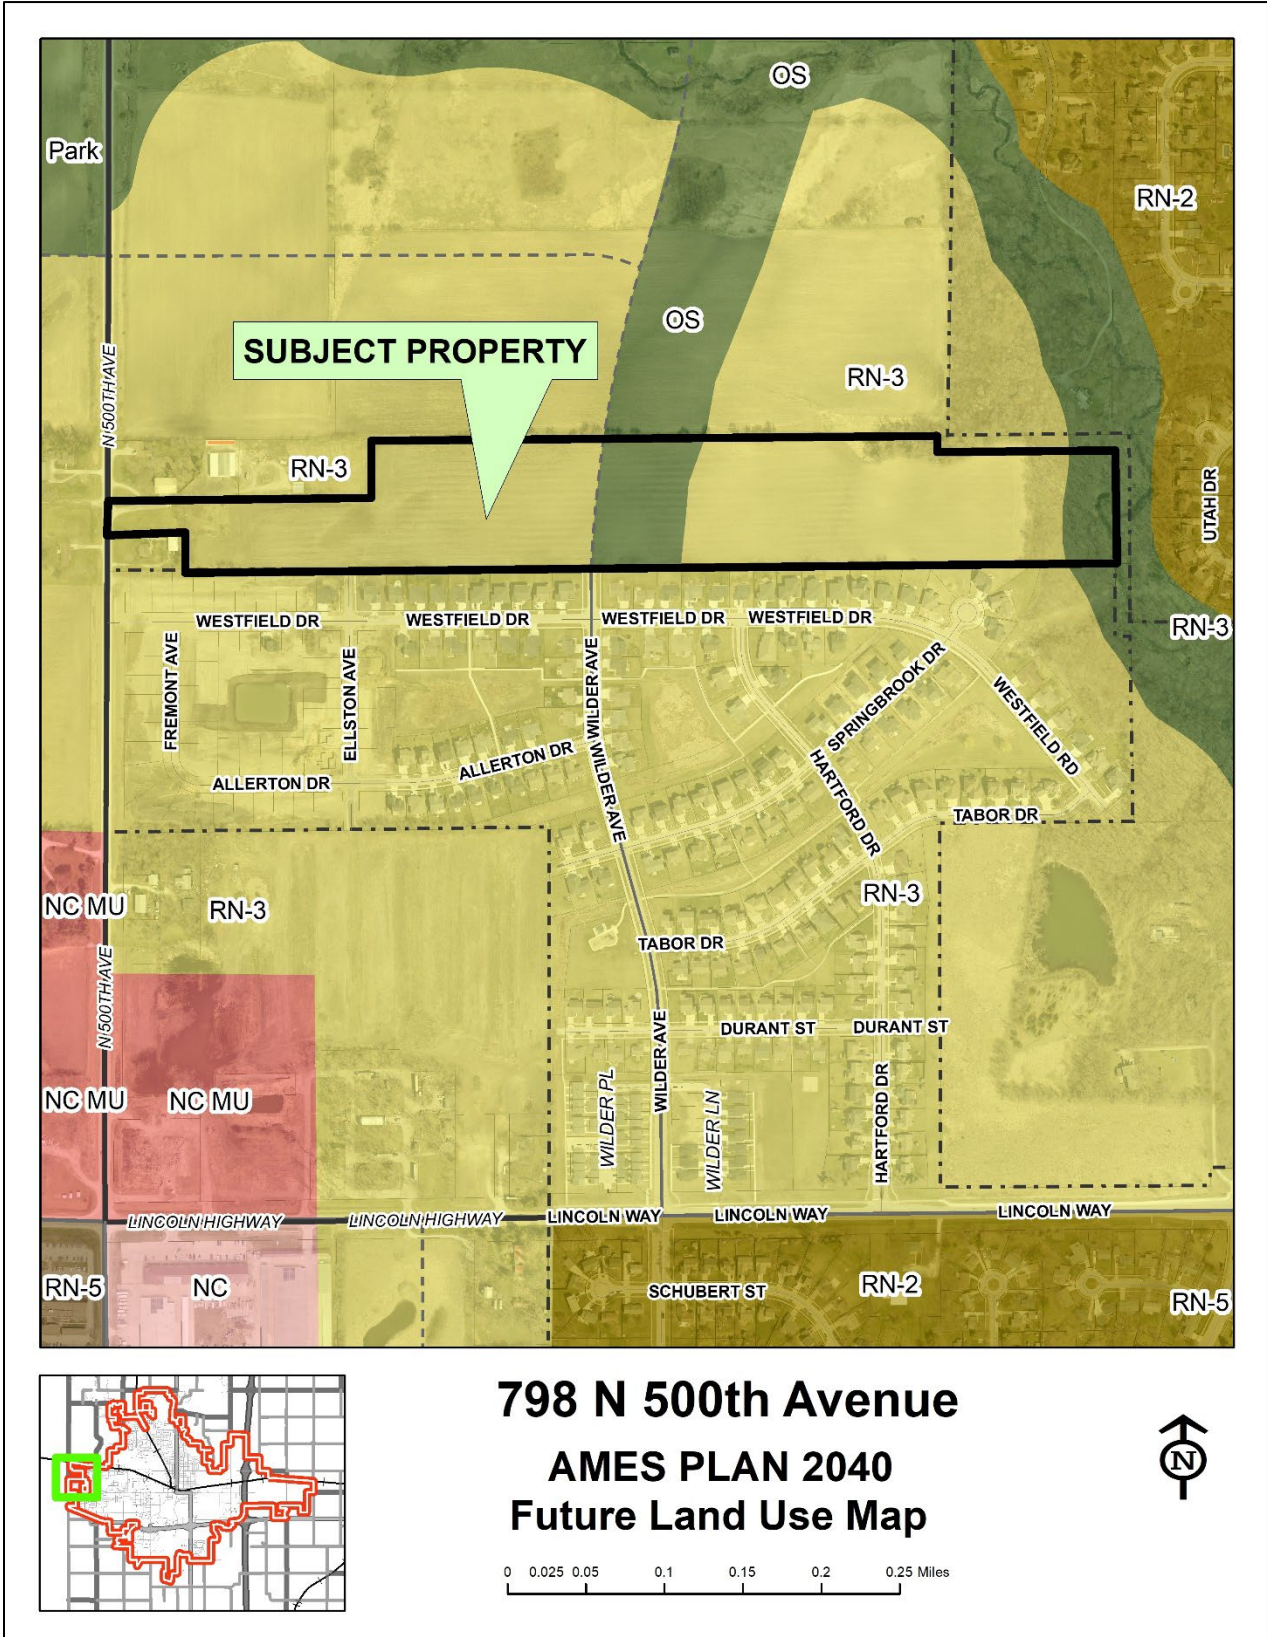 OS
Park
RN-2
OS
SUBJECT PROPERTY
RN-3
N 500TH AVE
RN-3
UTAH DR
WESTFIELD DR
WESTFIELD DR
WESTFIELD DR
WESTFIELD DR
RN-3
FREMONT AVE
ELLSTON AVE
WILDER AVE
SPRINGBROOK DR
WESTFIELD RD
ALLERTON DR
ALLERTON DR
WILDER AVE
HARTFORD DR
TABOR DR
NC MU
RN-3
RN-3
TABOR DR
N 500TH AVE
DURANT ST
DURANT ST
NC MU
NC MU
WILDER PL
WILDER AVE
WILDER LN
HARTFORD DR
LINCOLN HIGHWAY
LINCOLN HIGHWAY
LINCOLN WAY
LINCOLN WAY
LINCOLN WAY
RN-5
NC
SCHUBERT ST
RN-2
RN-5
798 N 500th Avenue
AMES PLAN 2040
Future Land Use Map
N
0 0.025 0.05 0.1 0.15 0.2 0.25 Miles